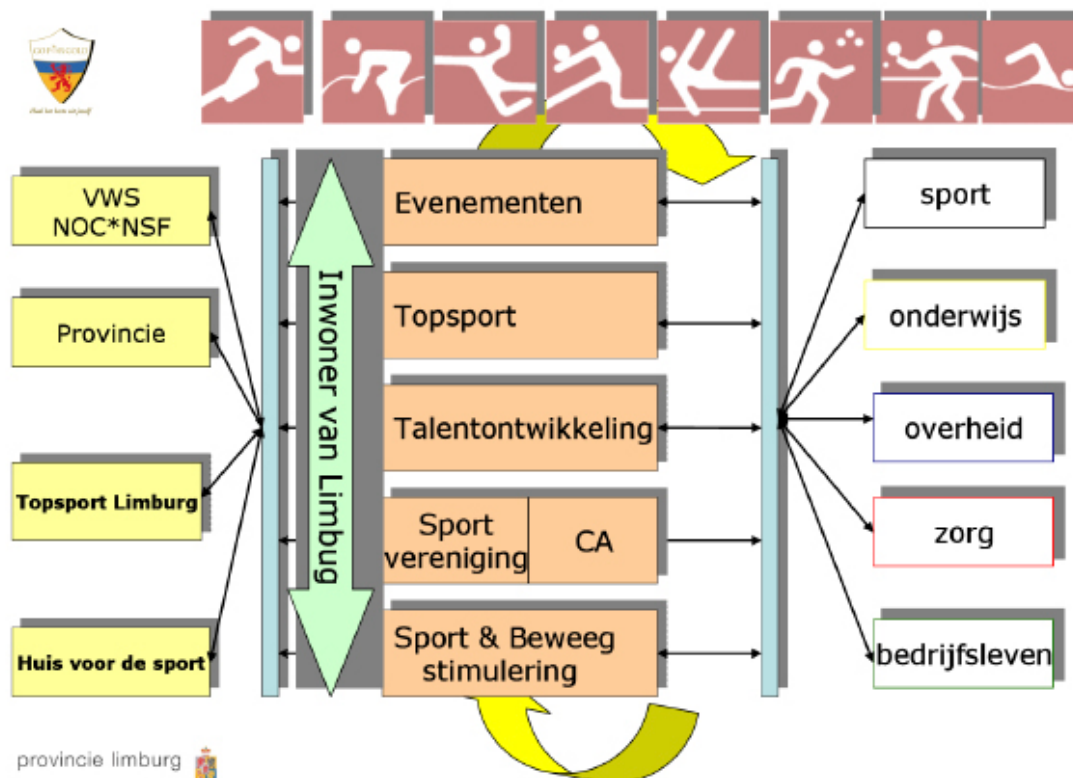 VWS
NOC*NSF
Provincie
Topsport Limburg
Huis voor de sport
Inwoner van Limbug
Evenementen
Topsport
Talentontwikkeling
Sport
vereniging
CA
Sport & Beweeg
stimulering
sport
onderwijs
overheid
zorg
bedrijfsleven
provincie limburg